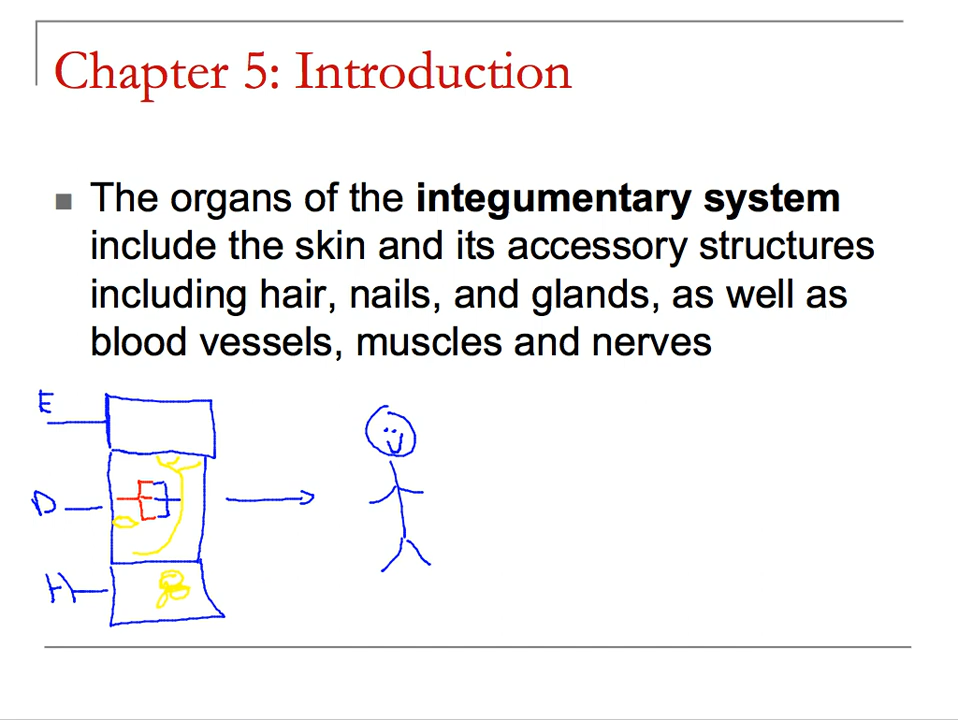 Chapter 5: Introduction
The organs of the integumentary system
include the skin and its accessory structures
including hair, nails, and glands, as well as
blood vessels, muscles and nerves
E
D
H